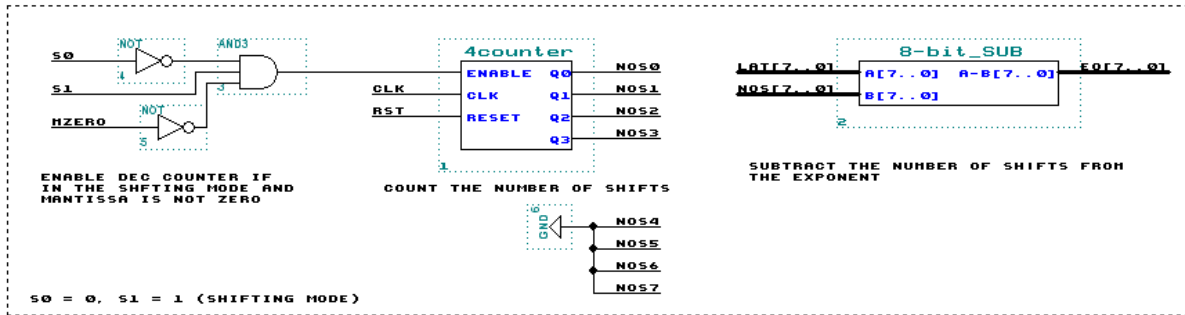 NOT
AND3
4counter
8-bit_SUB
S0
4
ENABLE Q0
NOS0
LAT[7..0]
A[7..0] A-B[7..0]
EO[7..0]
S1
3
CLK
CLK Q1
NOS1
NOS[7..0]
B[7..0]
NOT
RST
RESET Q2
NOS2
MZERO
2
5
Q3
NOS3
1
ENABLE DEC COUNTER IF
IN THE SHFTING MODE AND
MANTISSA IS NOT ZERO
COUNT THE NUMBER OF SHIFTS
SUBTRACT THE NUMBER OF SHIFTS FROM
THE EXPONENT
6
GND
NOS4
NOS5
NOS6
NOS7
S0 = 0, S1 = 1 (SHIFTING MODE)